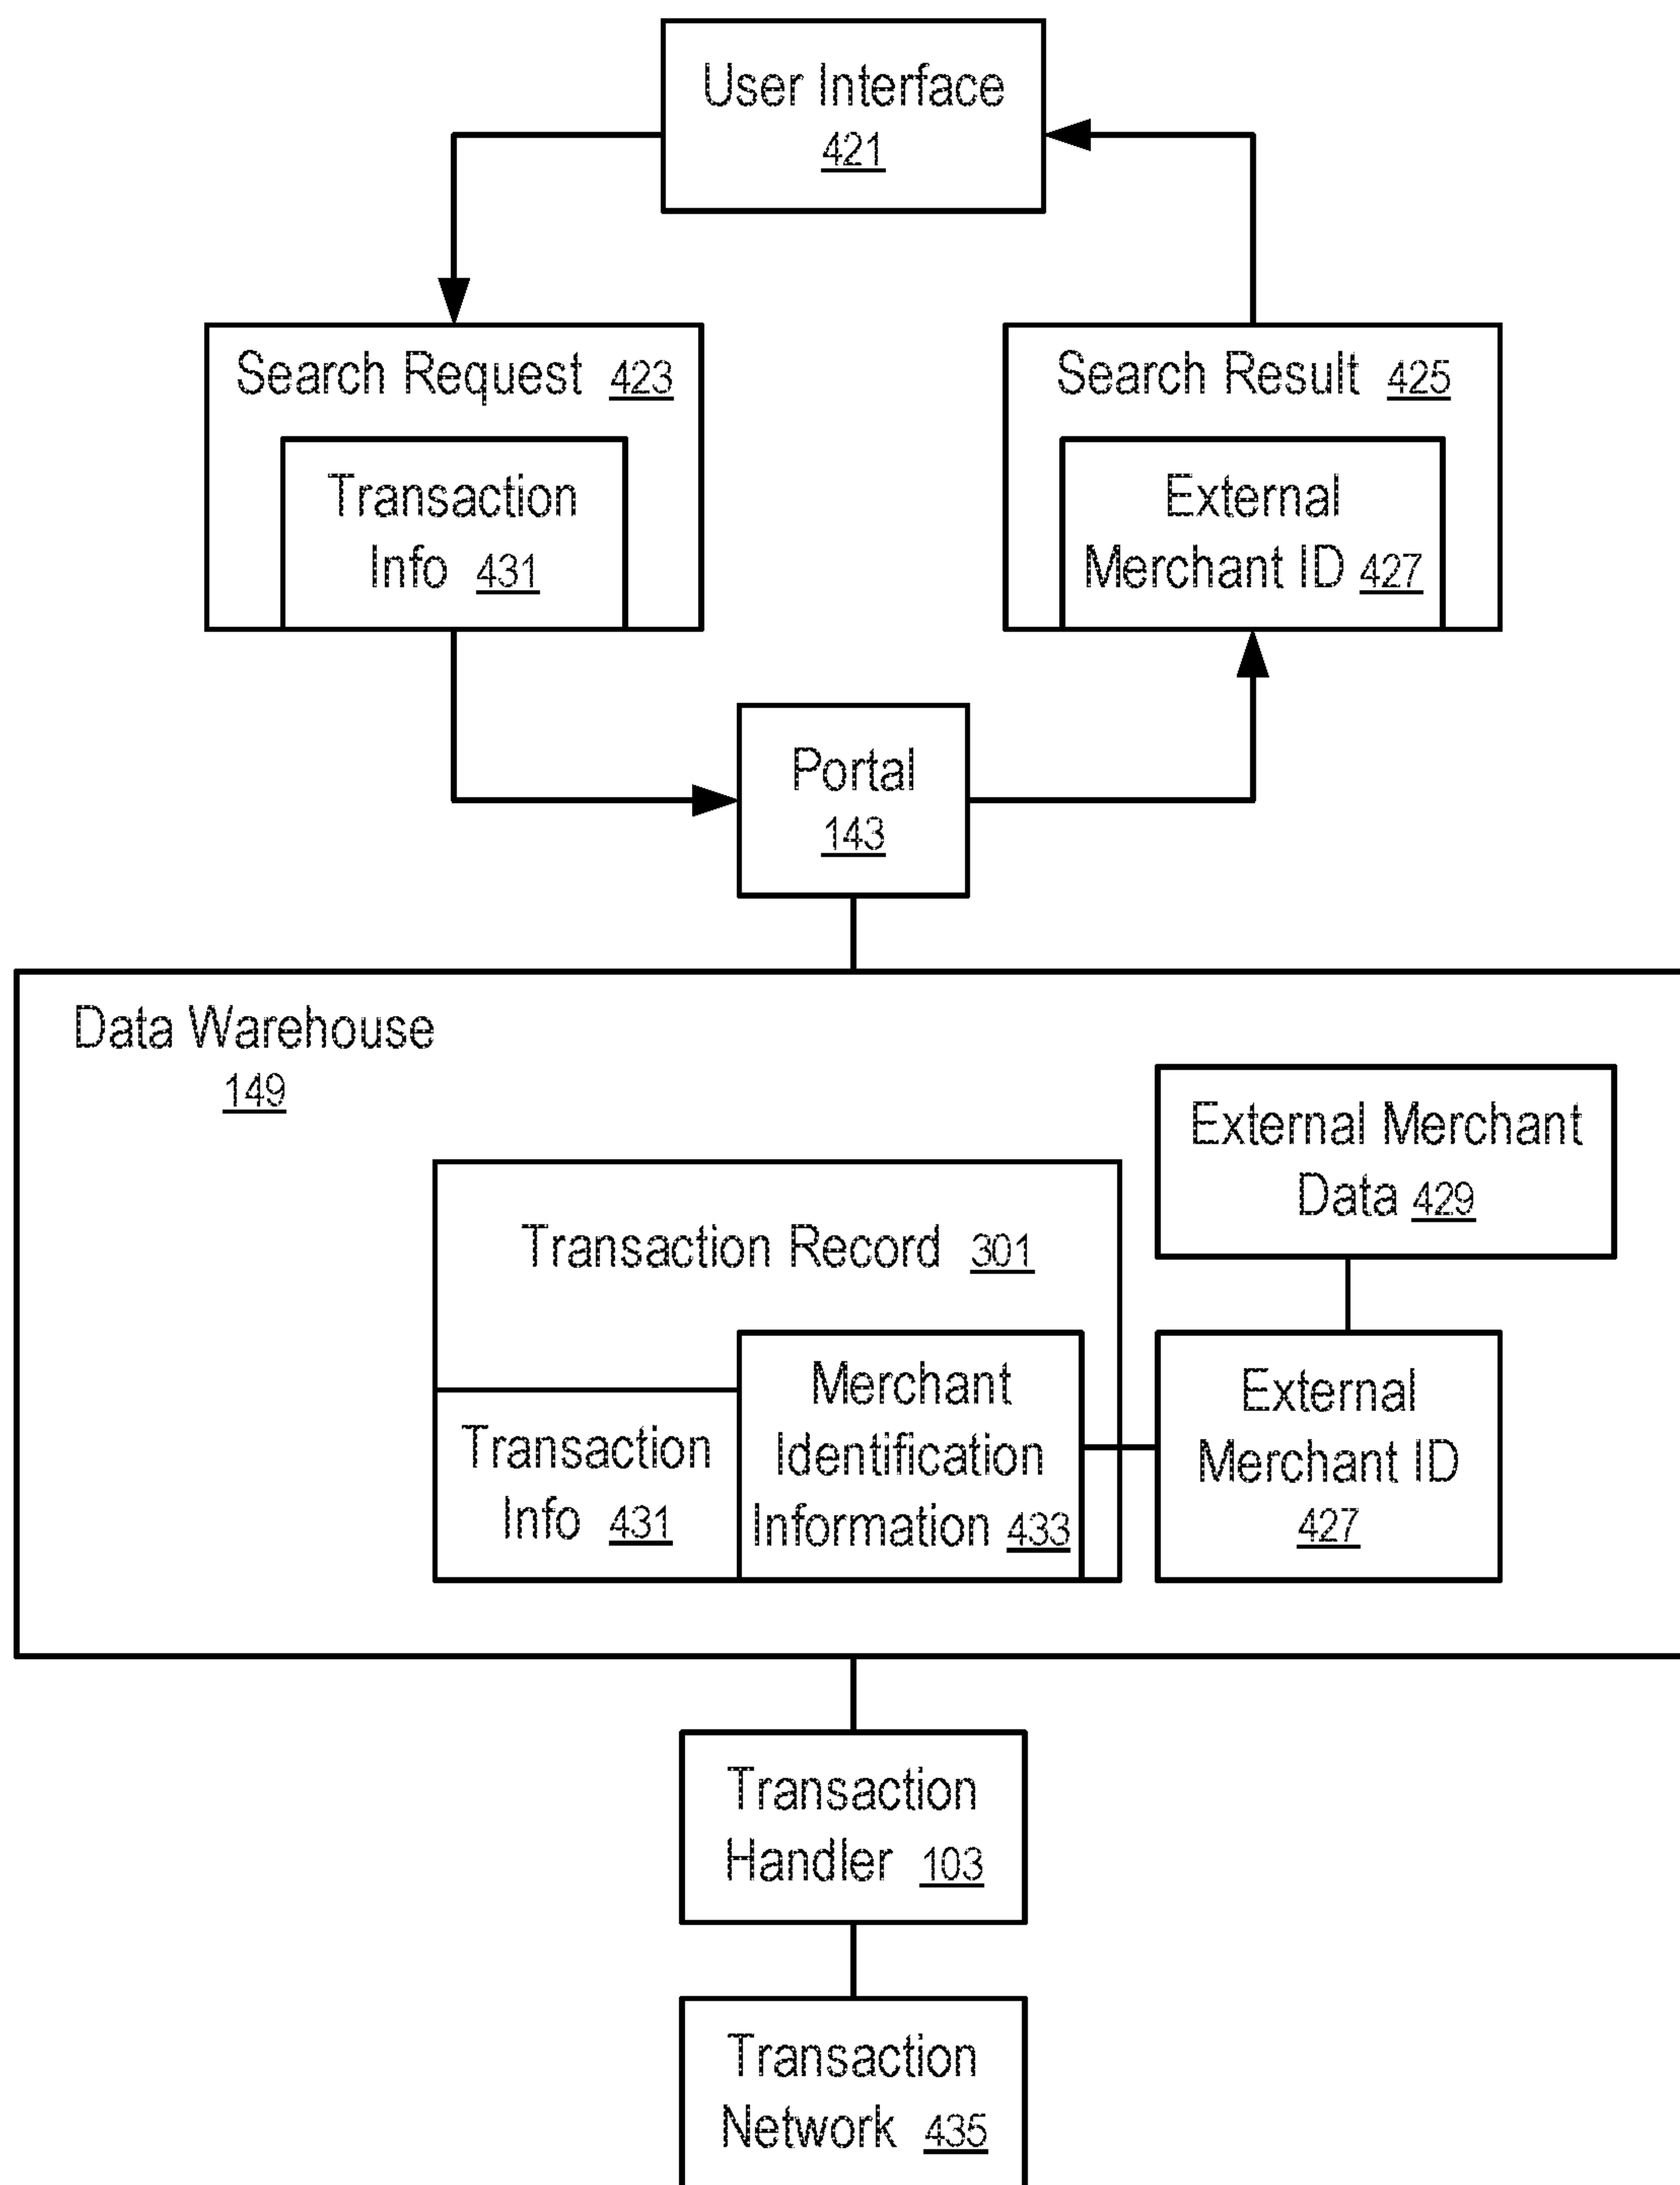 User Interface
421
Search Request 423
Transaction
Info 431
Search Result 425
External
Merchant ID 427
Portal
143
Data Warehouse
149
External Merchant
Data 429
Transaction Record 301
Transaction
Info 431
Merchant
Identification
Information 433
External
Merchant ID
427
Transaction
Handler 103
Transaction
Network 435